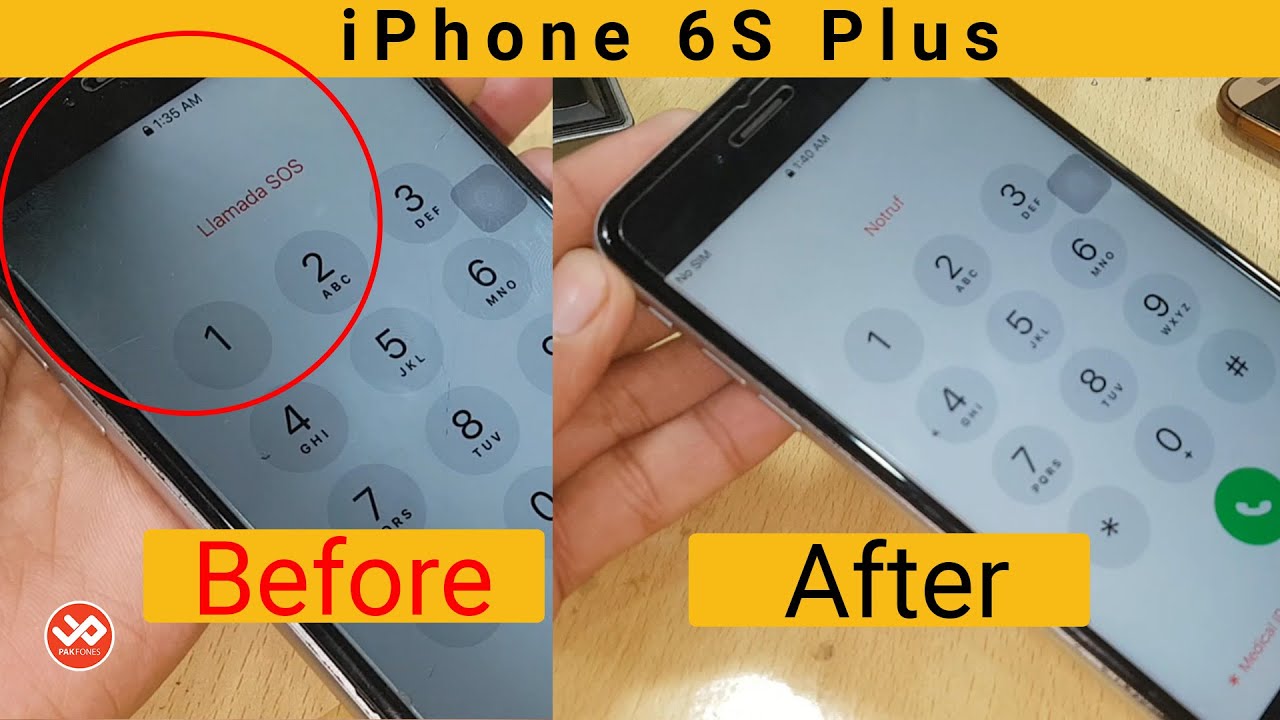 iPhone 6S Plus
1:35 AM
Llamada SOS
1
2
ABC
3
DEF
4
GHI
5
JKL
6
MNO
7
8
TUV
0
Before
PAKFONES
1:40 AM
No SIM
Notruf
1
2
ABC
3
DEF
4
GHI
5
JKL
6
MNO
7
PQRS
8
TUV
9
WXYZ
*
0
+
#
* Medical ID
After